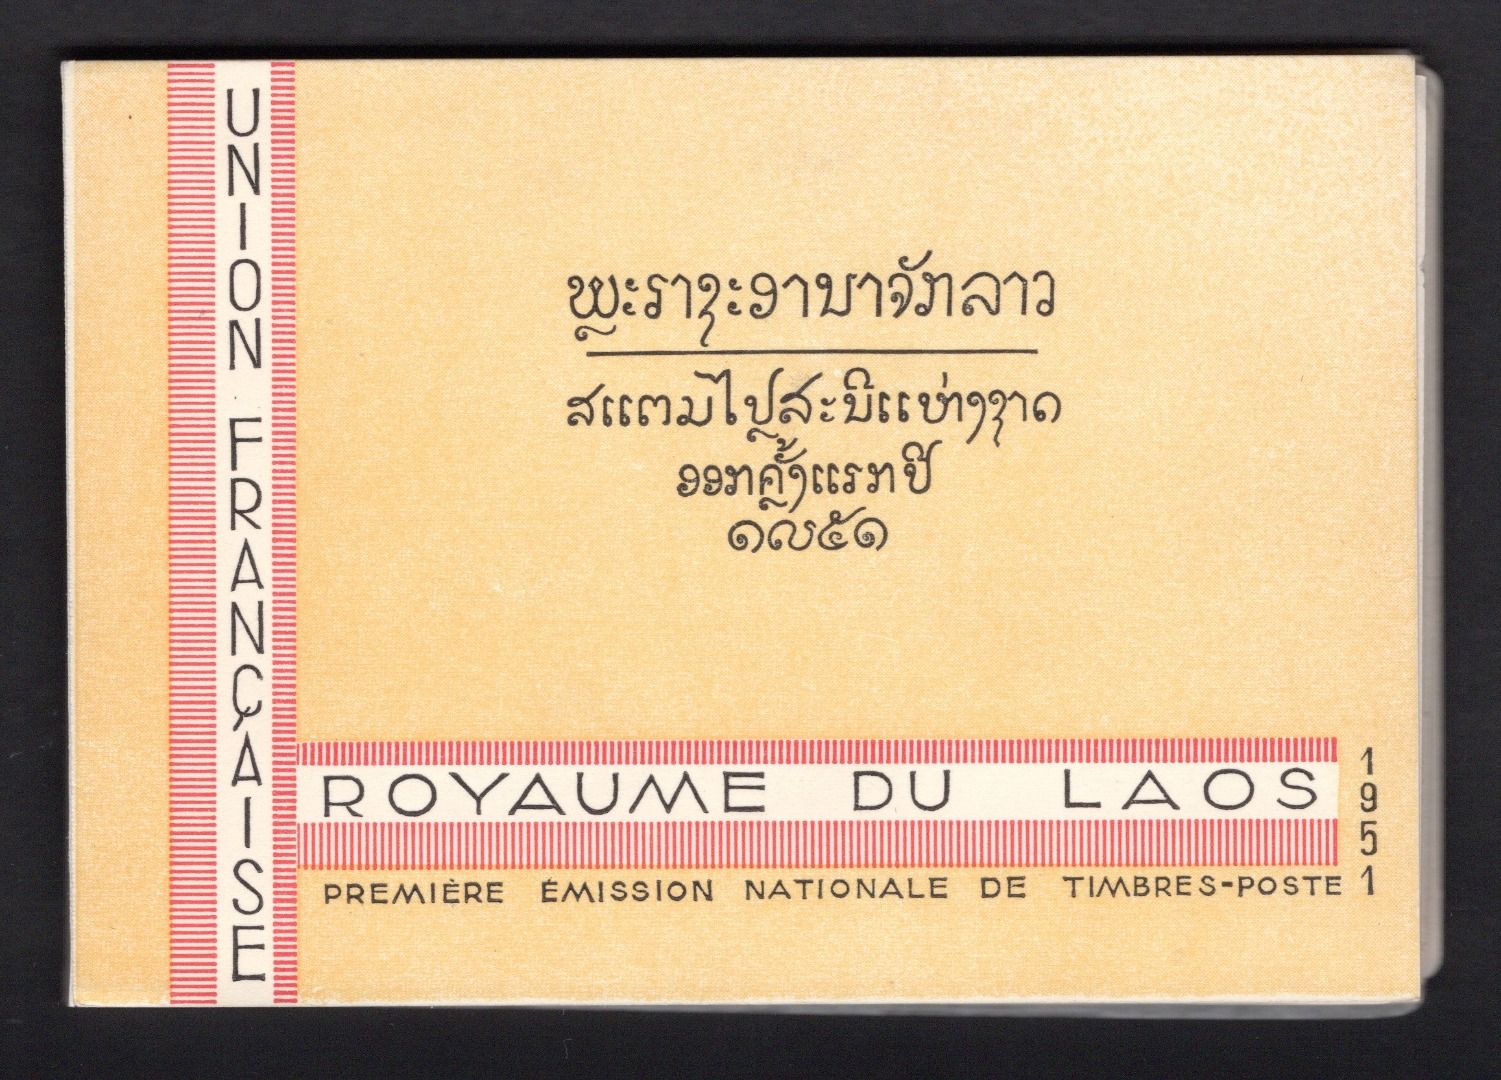 UNION FRANÇAISE
ພຼະຣາຊະອານາຈັກລາວ
ສແຕມໄປຼສະນີແຫ່ງຊາດ
ອອກຄຼັ້ງແຣກປີ
໑໙໕໑
ROYAUME DU LAOS
PREMIÈRE ÉMISSION NATIONALE DE TIMBRES-POSTE
1951